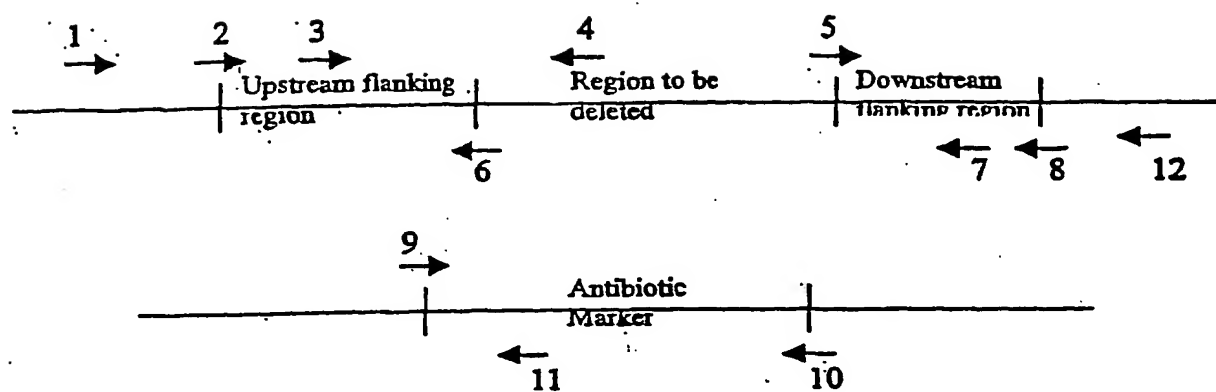 1 2 3 4 5
Upstream flanking Region to be Downstream
region deleted flanking region
6 7 8 12
9
Antibiotic
Marker
11 10